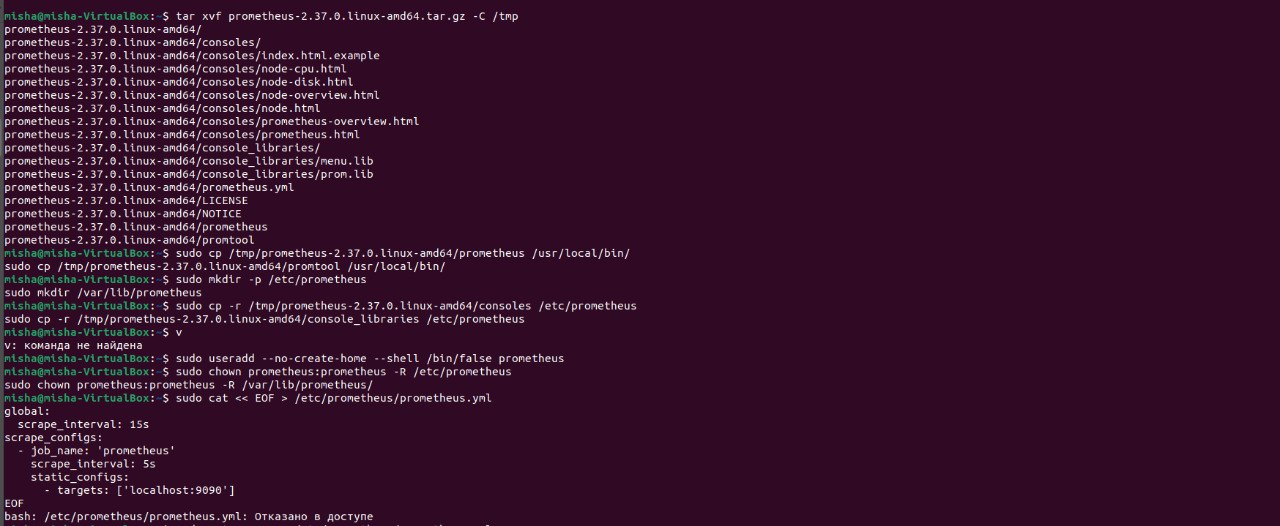 misha@misha-VirtualBox:~$ tar xvf prometheus-2.37.0.linux-amd64.tar.gz -C /tmp
prometheus-2.37.0.linux-amd64/
prometheus-2.37.0.linux-amd64/consoles/
prometheus-2.37.0.linux-amd64/consoles/index.html.example
prometheus-2.37.0.linux-amd64/consoles/node-cpu.html
prometheus-2.37.0.linux-amd64/consoles/node-disk.html
prometheus-2.37.0.linux-amd64/consoles/node-overview.html
prometheus-2.37.0.linux-amd64/consoles/node.html
prometheus-2.37.0.linux-amd64/consoles/prometheus-overview.html
prometheus-2.37.0.linux-amd64/consoles/prometheus.html
prometheus-2.37.0.linux-amd64/console_libraries/
prometheus-2.37.0.linux-amd64/console_libraries/menu.lib
prometheus-2.37.0.linux-amd64/console_libraries/prom.lib
prometheus-2.37.0.linux-amd64/prometheus.yml
prometheus-2.37.0.linux-amd64/LICENSE
prometheus-2.37.0.linux-amd64/NOTICE
prometheus-2.37.0.linux-amd64/prometheus
prometheus-2.37.0.linux-amd64/promtool
misha@misha-VirtualBox:~$ sudo cp /tmp/prometheus-2.37.0.linux-amd64/prometheus /usr/local/bin/
sudo cp /tmp/prometheus-2.37.0.linux-amd64/promtool /usr/local/bin/
misha@misha-VirtualBox:~$ sudo mkdir -p /etc/prometheus
sudo mkdir /var/lib/prometheus
misha@misha-VirtualBox:~$ sudo cp -r /tmp/prometheus-2.37.0.linux-amd64/consoles /etc/prometheus
sudo cp -r /tmp/prometheus-2.37.0.linux-amd64/console_libraries /etc/prometheus
misha@misha-VirtualBox:~$ v
v: команда не найдена
misha@misha-VirtualBox:~$ sudo useradd --no-create-home --shell /bin/false prometheus
misha@misha-VirtualBox:~$ sudo chown prometheus:prometheus -R /etc/prometheus
sudo chown prometheus:prometheus -R /var/lib/prometheus/
misha@misha-VirtualBox:~$ sudo cat << EOF > /etc/prometheus/prometheus.yml
global:
  scrape_interval: 15s
scrape_configs:
  - job_name: 'prometheus'
    scrape_interval: 5s
    static_configs:
      - targets: ['localhost:9090']
EOF
bash: /etc/prometheus/prometheus.yml: Отказано в доступе